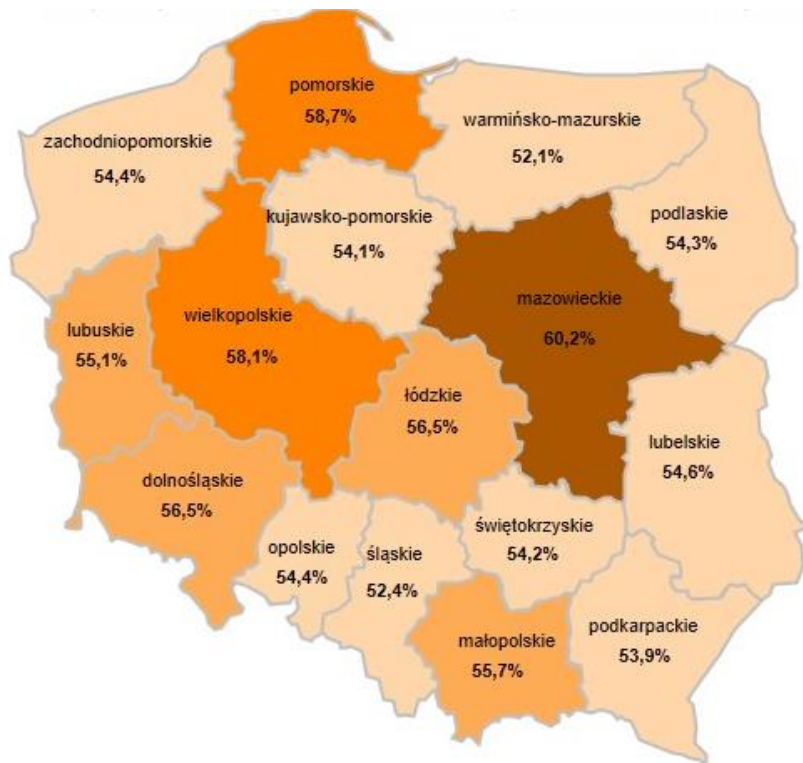 pomorskie
58,7%
warmińsko-mazurskie
52,1%
zachodniopomorskie
54,4%
kujawsko-pomorskie
54,1%
podlaskie
54,3%
mazowieckie
60,2%
wielkopolskie
58,1%
lubuskie
55,1%
łódzkie
56,5%
lubelskie
54,6%
dolnośląskie
56,5%
świętokrzyskie
54,2%
opolskie
54,4%
śląskie
52,4%
małopolskie
55,7%
podkarpackie
53,9%